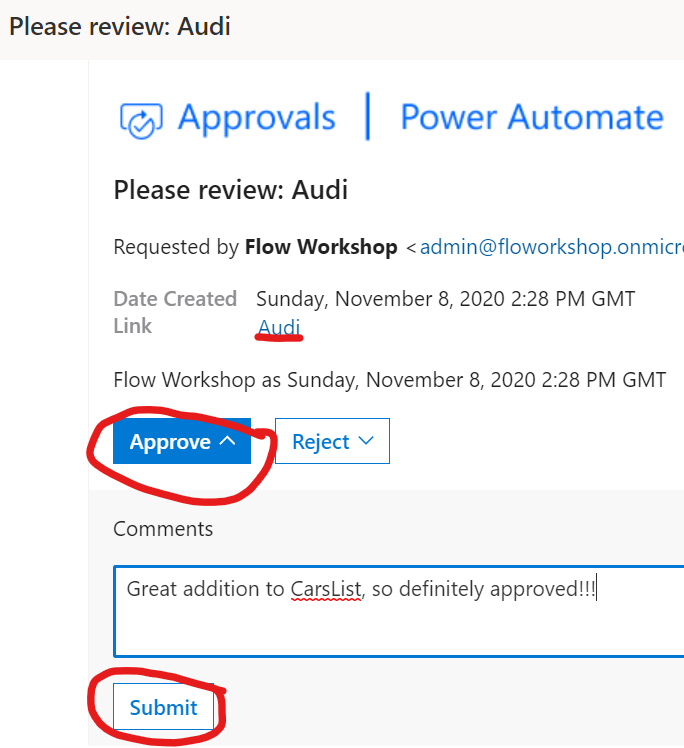 Please review: Audi
Approvals | Power Automate
Please review: Audi
Requested by Flow Workshop <admin@floworkshop.onmicr
Date Created Sunday, November 8, 2020 2:28 PM GMT
Link Audi
Flow Workshop as Sunday, November 8, 2020 2:28 PM GMT
Approve Reject
Comments
Great addition to CarsList, so definitely approved!!!
Submit